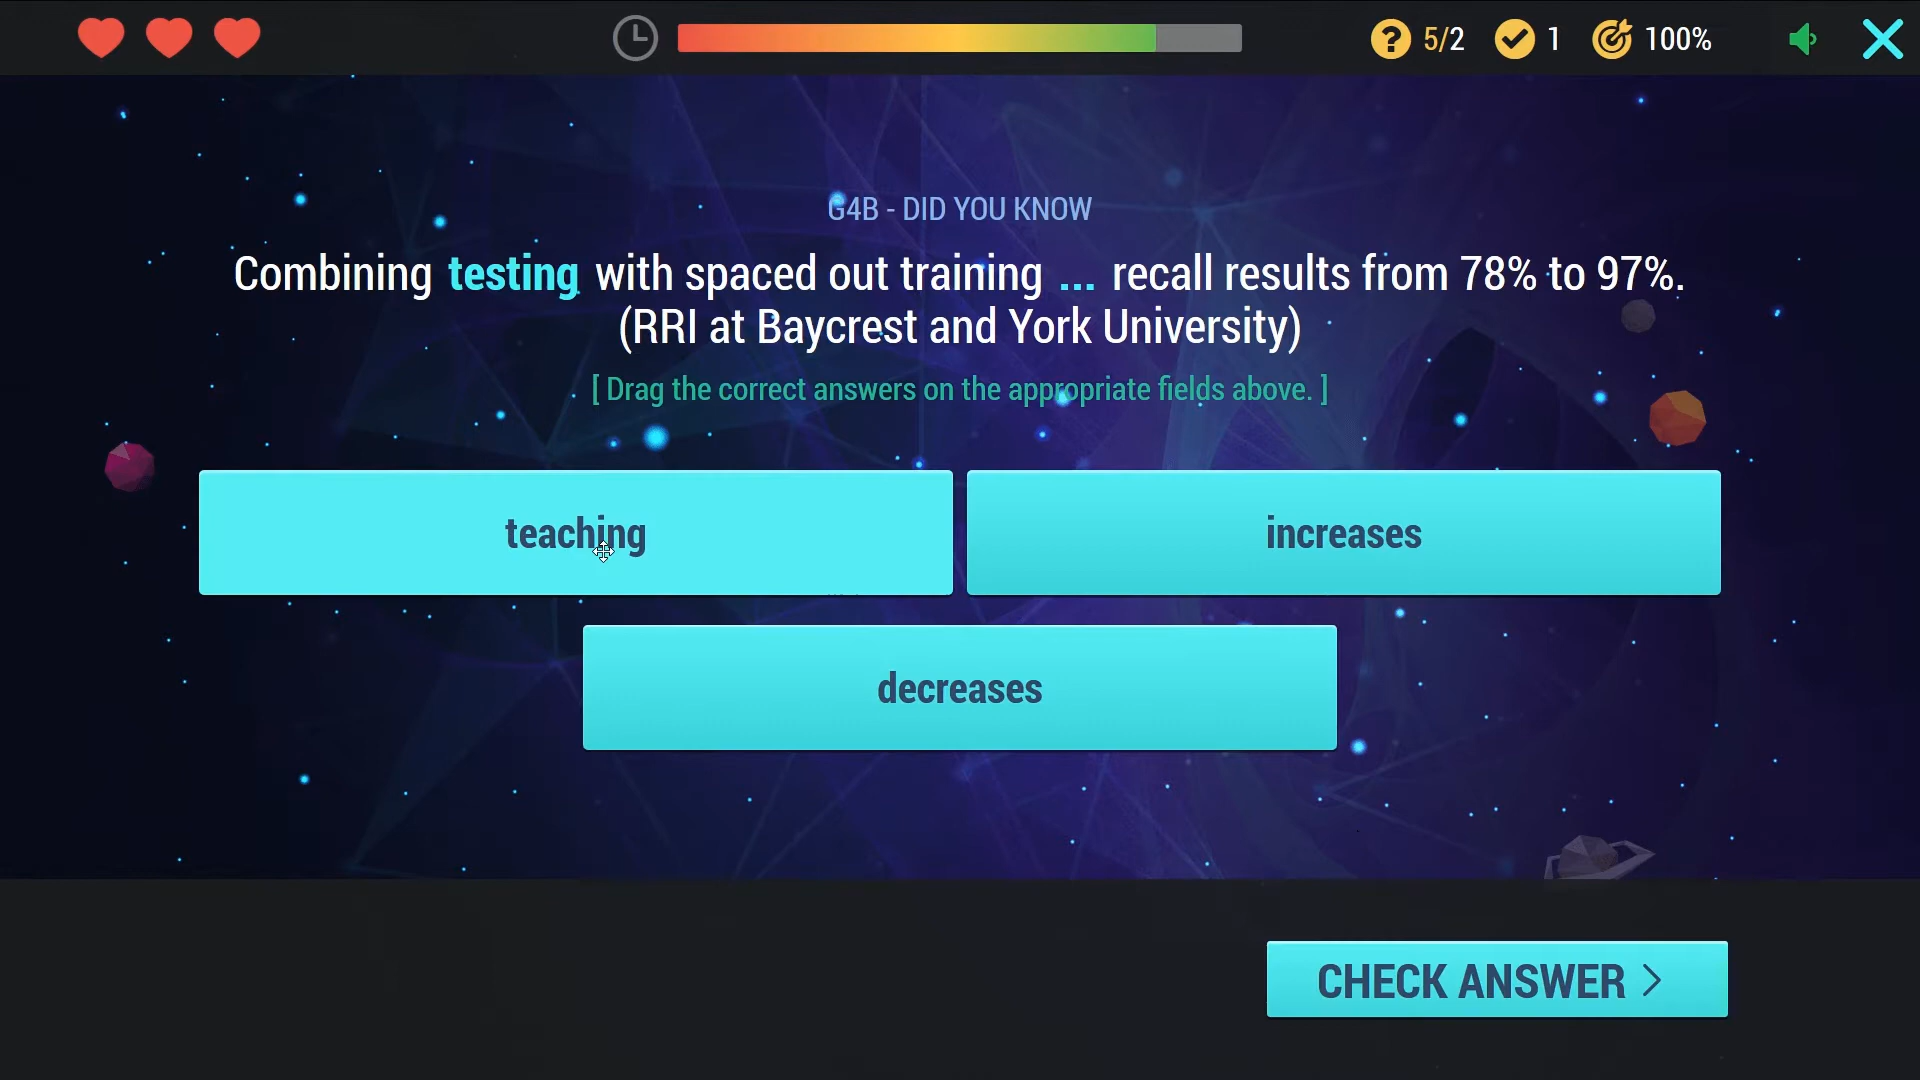 5/2
1
100%
G4B - DID YOU KNOW
Combining testing with spaced out training ... recall results from 78% to 97%.
(RRI at Baycrest and York University)
[ Drag the correct answers on the appropriate fields above. ]
teaching
increases
decreases
CHECK ANSWER